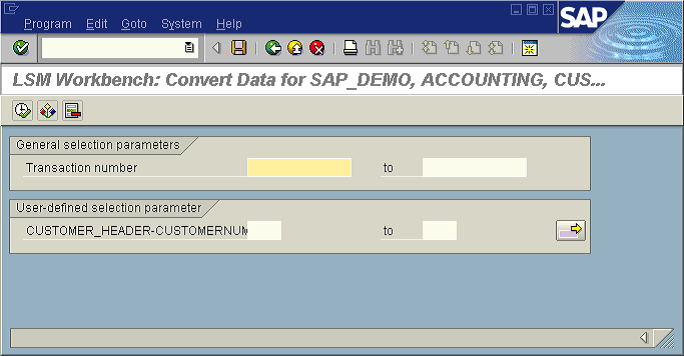 Program Edit Goto System Help
SAP
LSM Workbench: Convert Data for SAP_DEMO, ACCOUNTING, CUS...
General selection parameters
Transaction number to
User-defined selection parameter
CUSTOMER_HEADER-CUSTOMERNUM to